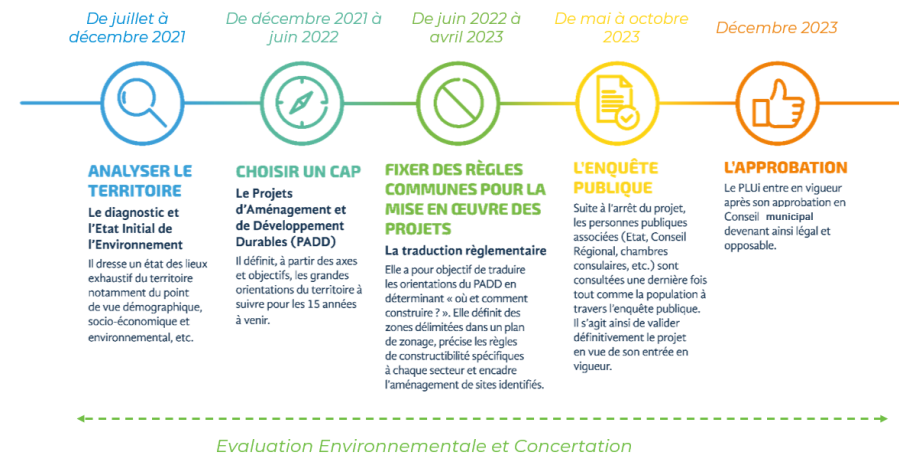 De juillet à
décembre 2021
De décembre 2021 à
juin 2022
De juin 2022 à
avril 2023
De mai à octobre
2023
Décembre 2023
ANALYSER LE
TERRITOIRE
Le diagnostic et
l'Etat Initial de
l'Environnement
Il dresse un état des lieux
exhaustif du territoire
notamment du point
de vue démographique,
socio-économique et
environnemental, etc.
CHOISIR UN CAP
Le Projets
d'Aménagement et
de Développement
Durables (PADD)
Il définit, à partir des axes
et objectifs, les grandes
orientations du territoire à
suivre pour les 15 années
à venir.
FIXER DES RÈGLES
COMMUNES POUR LA
MISE EN ŒUVRE DES
PROJETS
La traduction règlementaire
Elle a pour objectif de traduire
les orientations du PADD en
déterminant « où et comment
construire ? ». Elle définit des
zones délimitées dans un plan
de zonage, précise les règles
de constructibilité spécifiques
à chaque secteur et encadre
l'aménagement de sites identifiés.
L'ENQUÊTE
PUBLIQUE
Suite à l'arrêt du projet,
les personnes publiques
associées (Etat, Conseil
Régional, chambres
consulaires, etc.) sont
consultées une dernière fois
tout comme la population à
travers l'enquête publique.
Il s'agit ainsi de valider
définitivement le projet
en vue de son entrée en
vigueur.
L'APPROBATION
Le PLUi entre en vigueur
après son approbation en
Conseil municipal
devenant ainsi légal et
opposable.
Evaluation Environnementale et Concertation